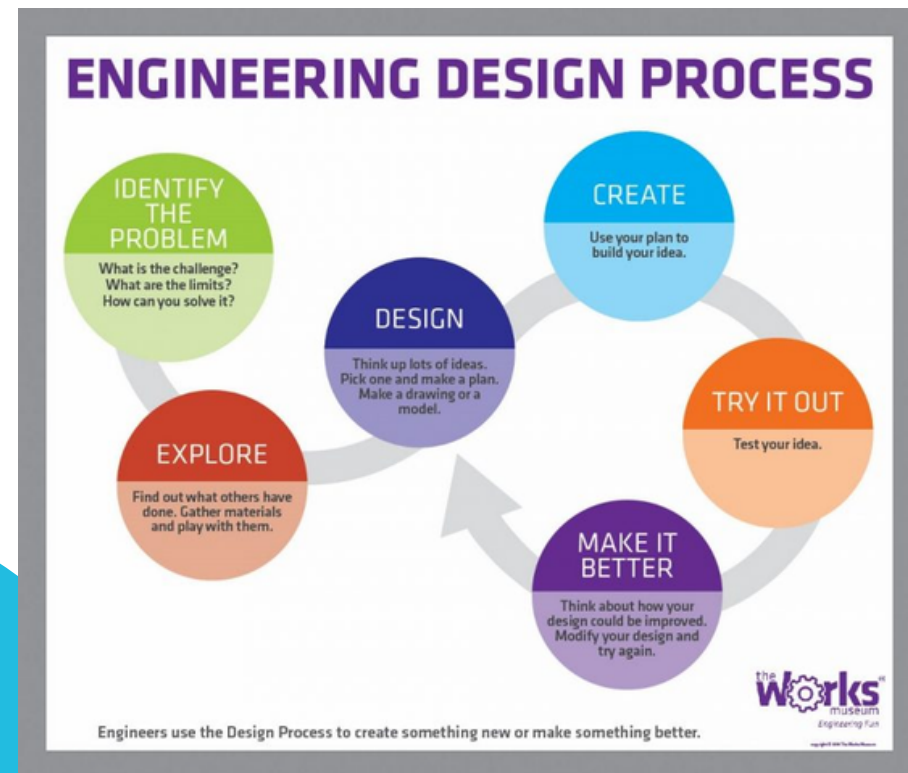 ENGINEERING DESIGN PROCESS
IDENTIFY
THE
PROBLEM
What is the challenge?
What are the limits?
How can you solve it?
EXPLORE
Find out what others have
done. Gather materials
and play with them.
DESIGN
Think up lots of ideas.
Pick one and make a plan.
Make a drawing or a
model.
CREATE
Use your plan to
build your idea.
TRY IT OUT
Test your idea.
MAKE IT
BETTER
Think about how your
design could be improved.
Modify your design and
try again.
the
Works
museum
Engineering Fun
Engineers use the Design Process to create something new or make something better.